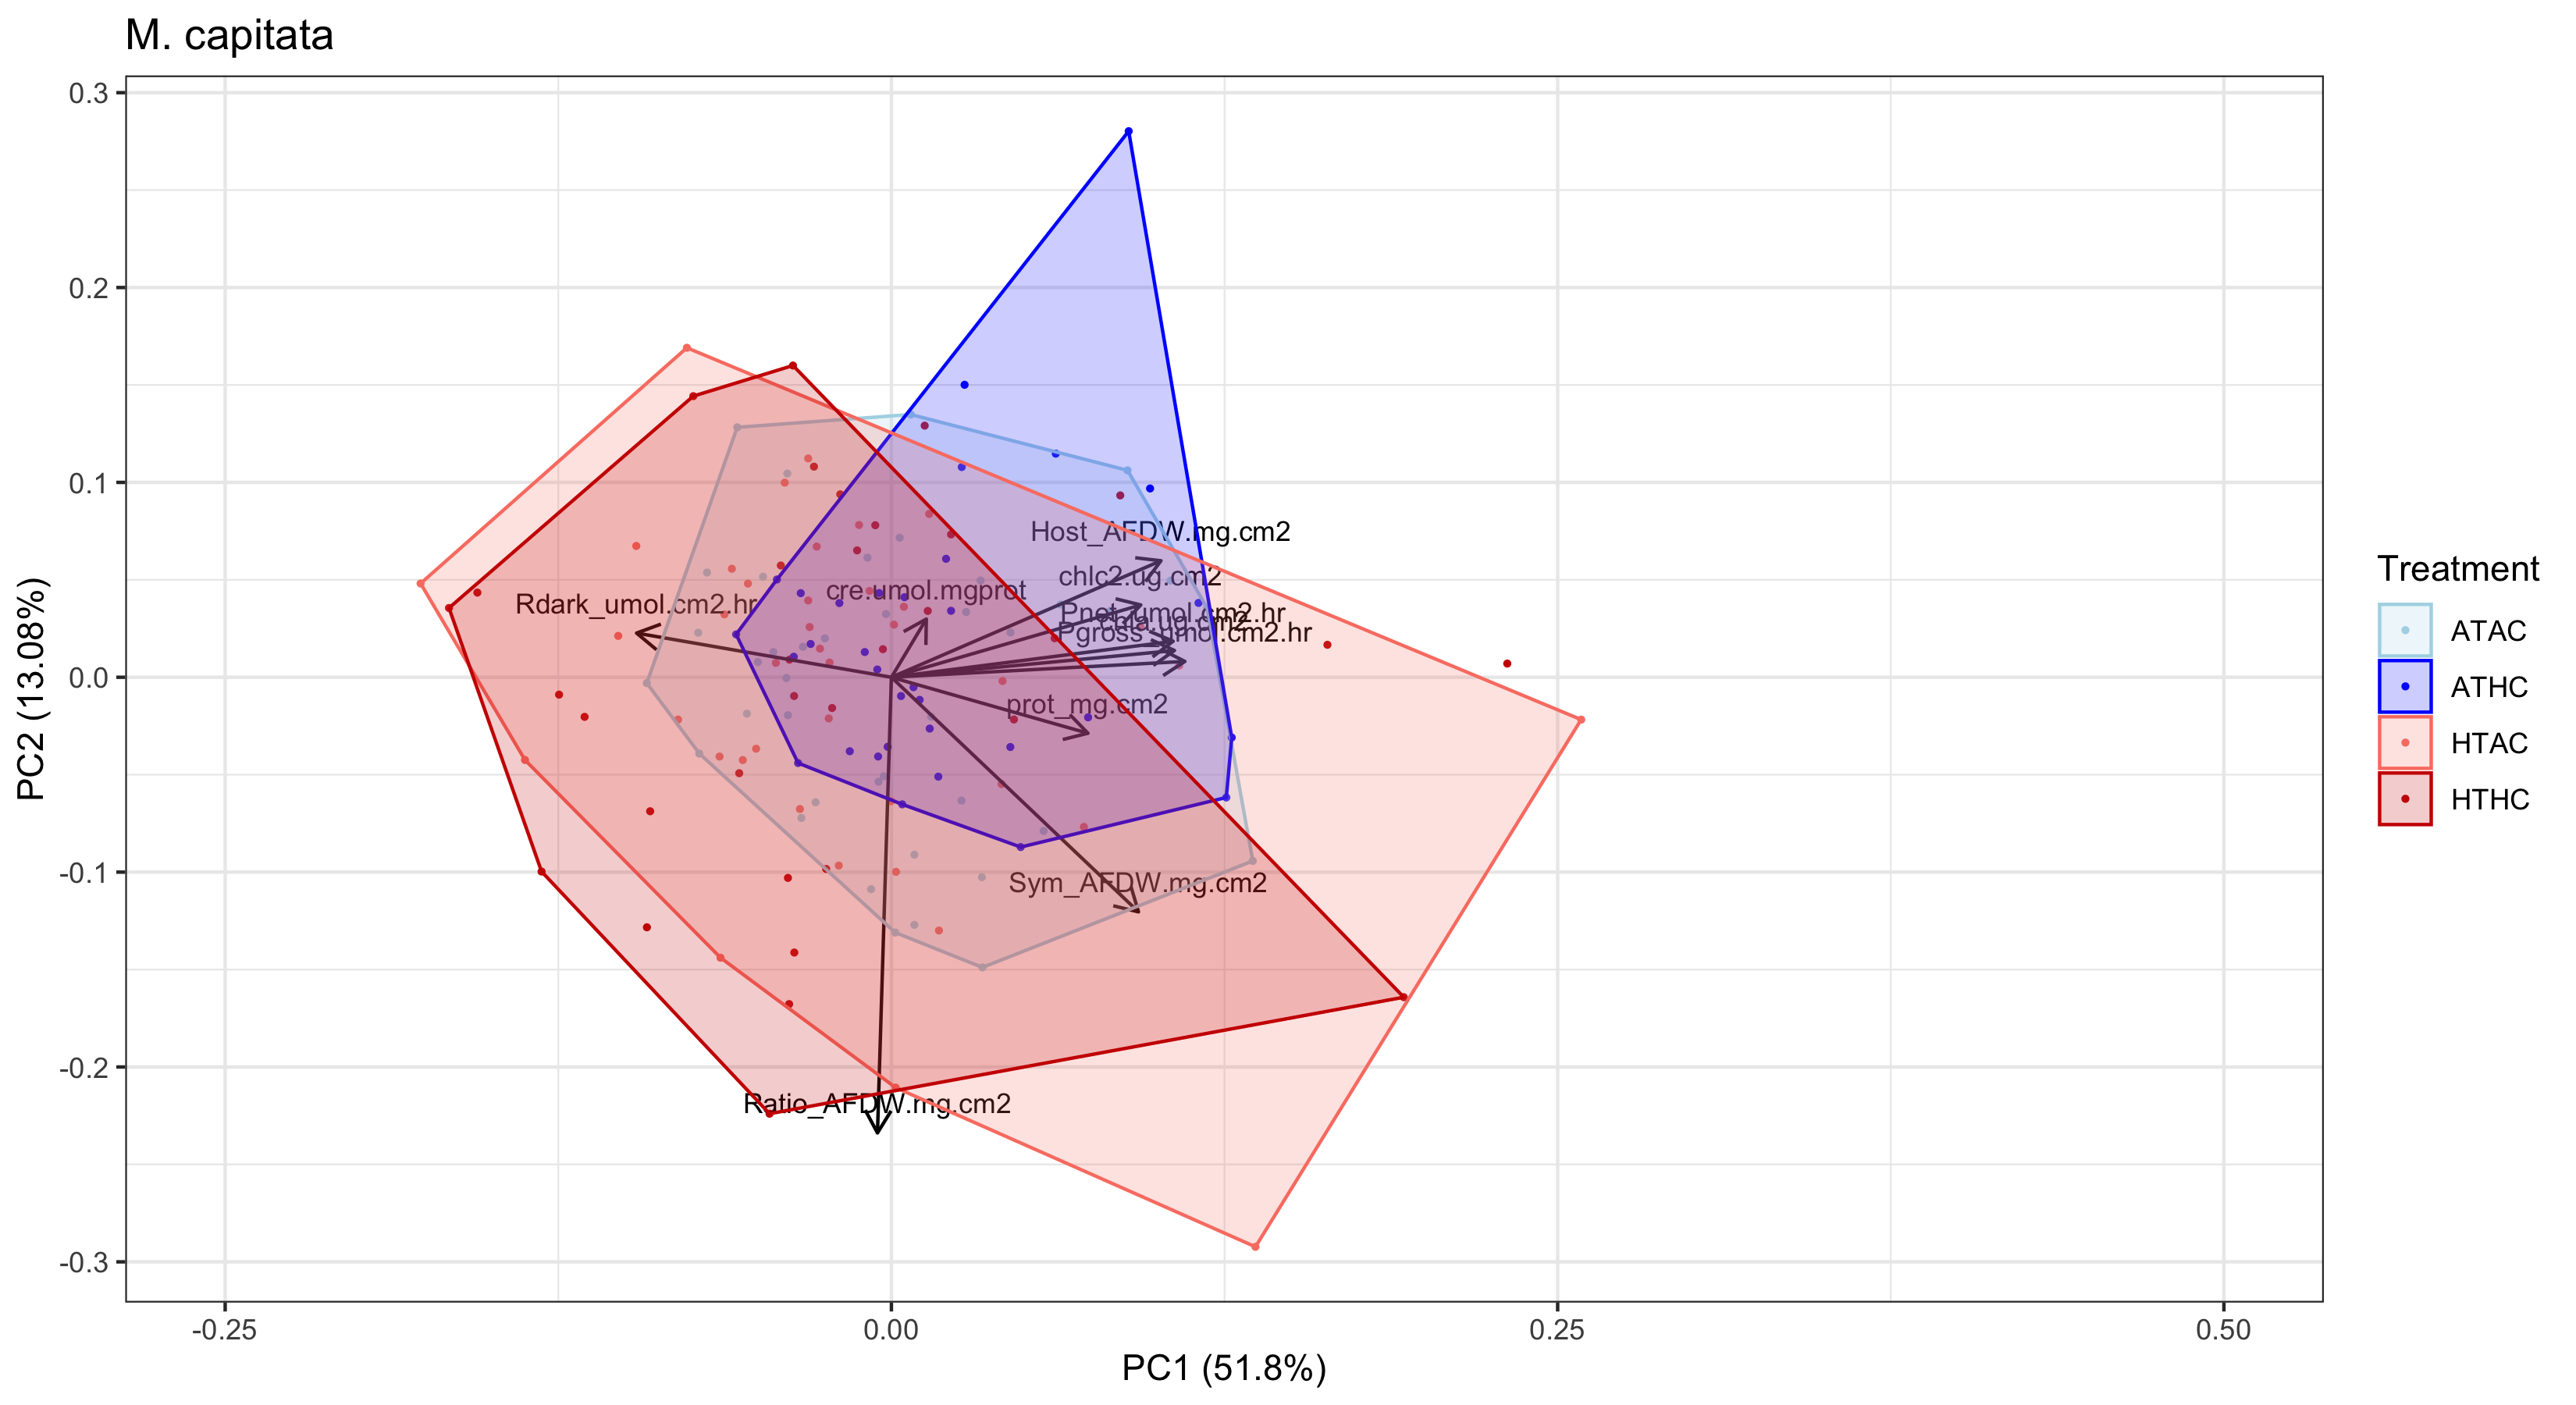 M. capitata
0.3
0.2
0.1
0.0
-0.1
-0.2
-0.3
PC2 (13.08%)
Host_AFDW.mg.cm2
chlc2.ug.cm2
cre.umol.mgprot
Rdark_umol.cm2.hr
Pnet_umol.cm2.hr
chla.ug.cm2
Pgross_umol.cm2.hr
prot_mg.cm2
Sym_AFDW.mg.cm2
Ratio_AFDW.mg.cm2
-0.25
0.00
0.25
0.50
PC1 (51.8%)
Treatment
ATAC
ATHC
HTAC
HTHC